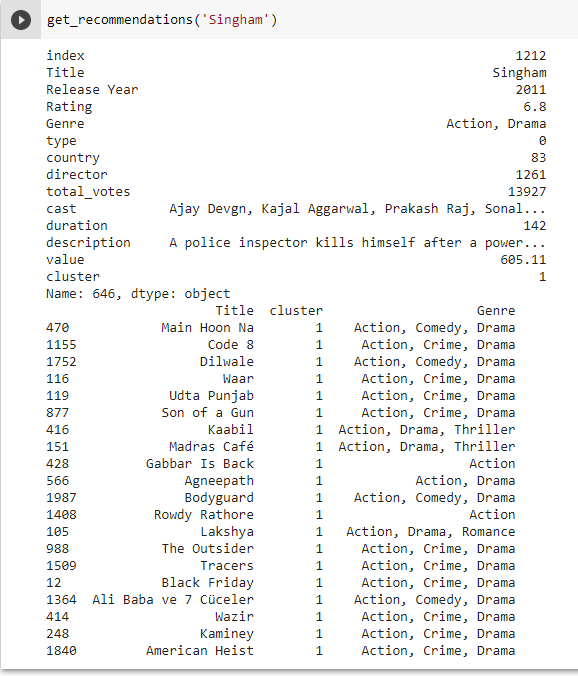 get_recommendations('Singham')
index 1212
Title Singham
Release Year 2011
Rating 6.8
Genre Action, Drama
type 0
country 83
director 1261
total_votes 13927
cast Ajay Devgn, Kajal Aggarwal, Prakash Raj, Sonal...
duration 142
description A police inspector kills himself after a power...
value 605.11
cluster 1
Name: 646, dtype: object
Title cluster Genre
470 Main Hoon Na 1 Action, Comedy, Drama
1155 Code 8 1 Action, Crime, Drama
1752 Dilwale 1 Action, Comedy, Drama
116 Waar 1 Action, Crime, Drama
119 Udta Punjab 1 Action, Crime, Drama
877 Son of a Gun 1 Action, Crime, Drama
416 Kaabil 1 Action, Drama, Thriller
151 Madras Café 1 Action, Drama, Thriller
428 Gabbar Is Back 1 Action
566 Agneepath 1 Action, Drama
1987 Bodyguard 1 Action, Comedy, Drama
1408 Rowdy Rathore 1 Action
105 Lakshya 1 Action, Drama, Romance
988 The Outsider 1 Action, Crime, Drama
1509 Tracers 1 Action, Crime, Drama
12 Black Friday 1 Action, Crime, Drama
1364 Ali Baba ve 7 Cüceler 1 Action, Comedy, Drama
414 Wazir 1 Action, Crime, Drama
248 Kaminey 1 Action, Crime, Drama
1840 American Heist 1 Action, Crime, Drama